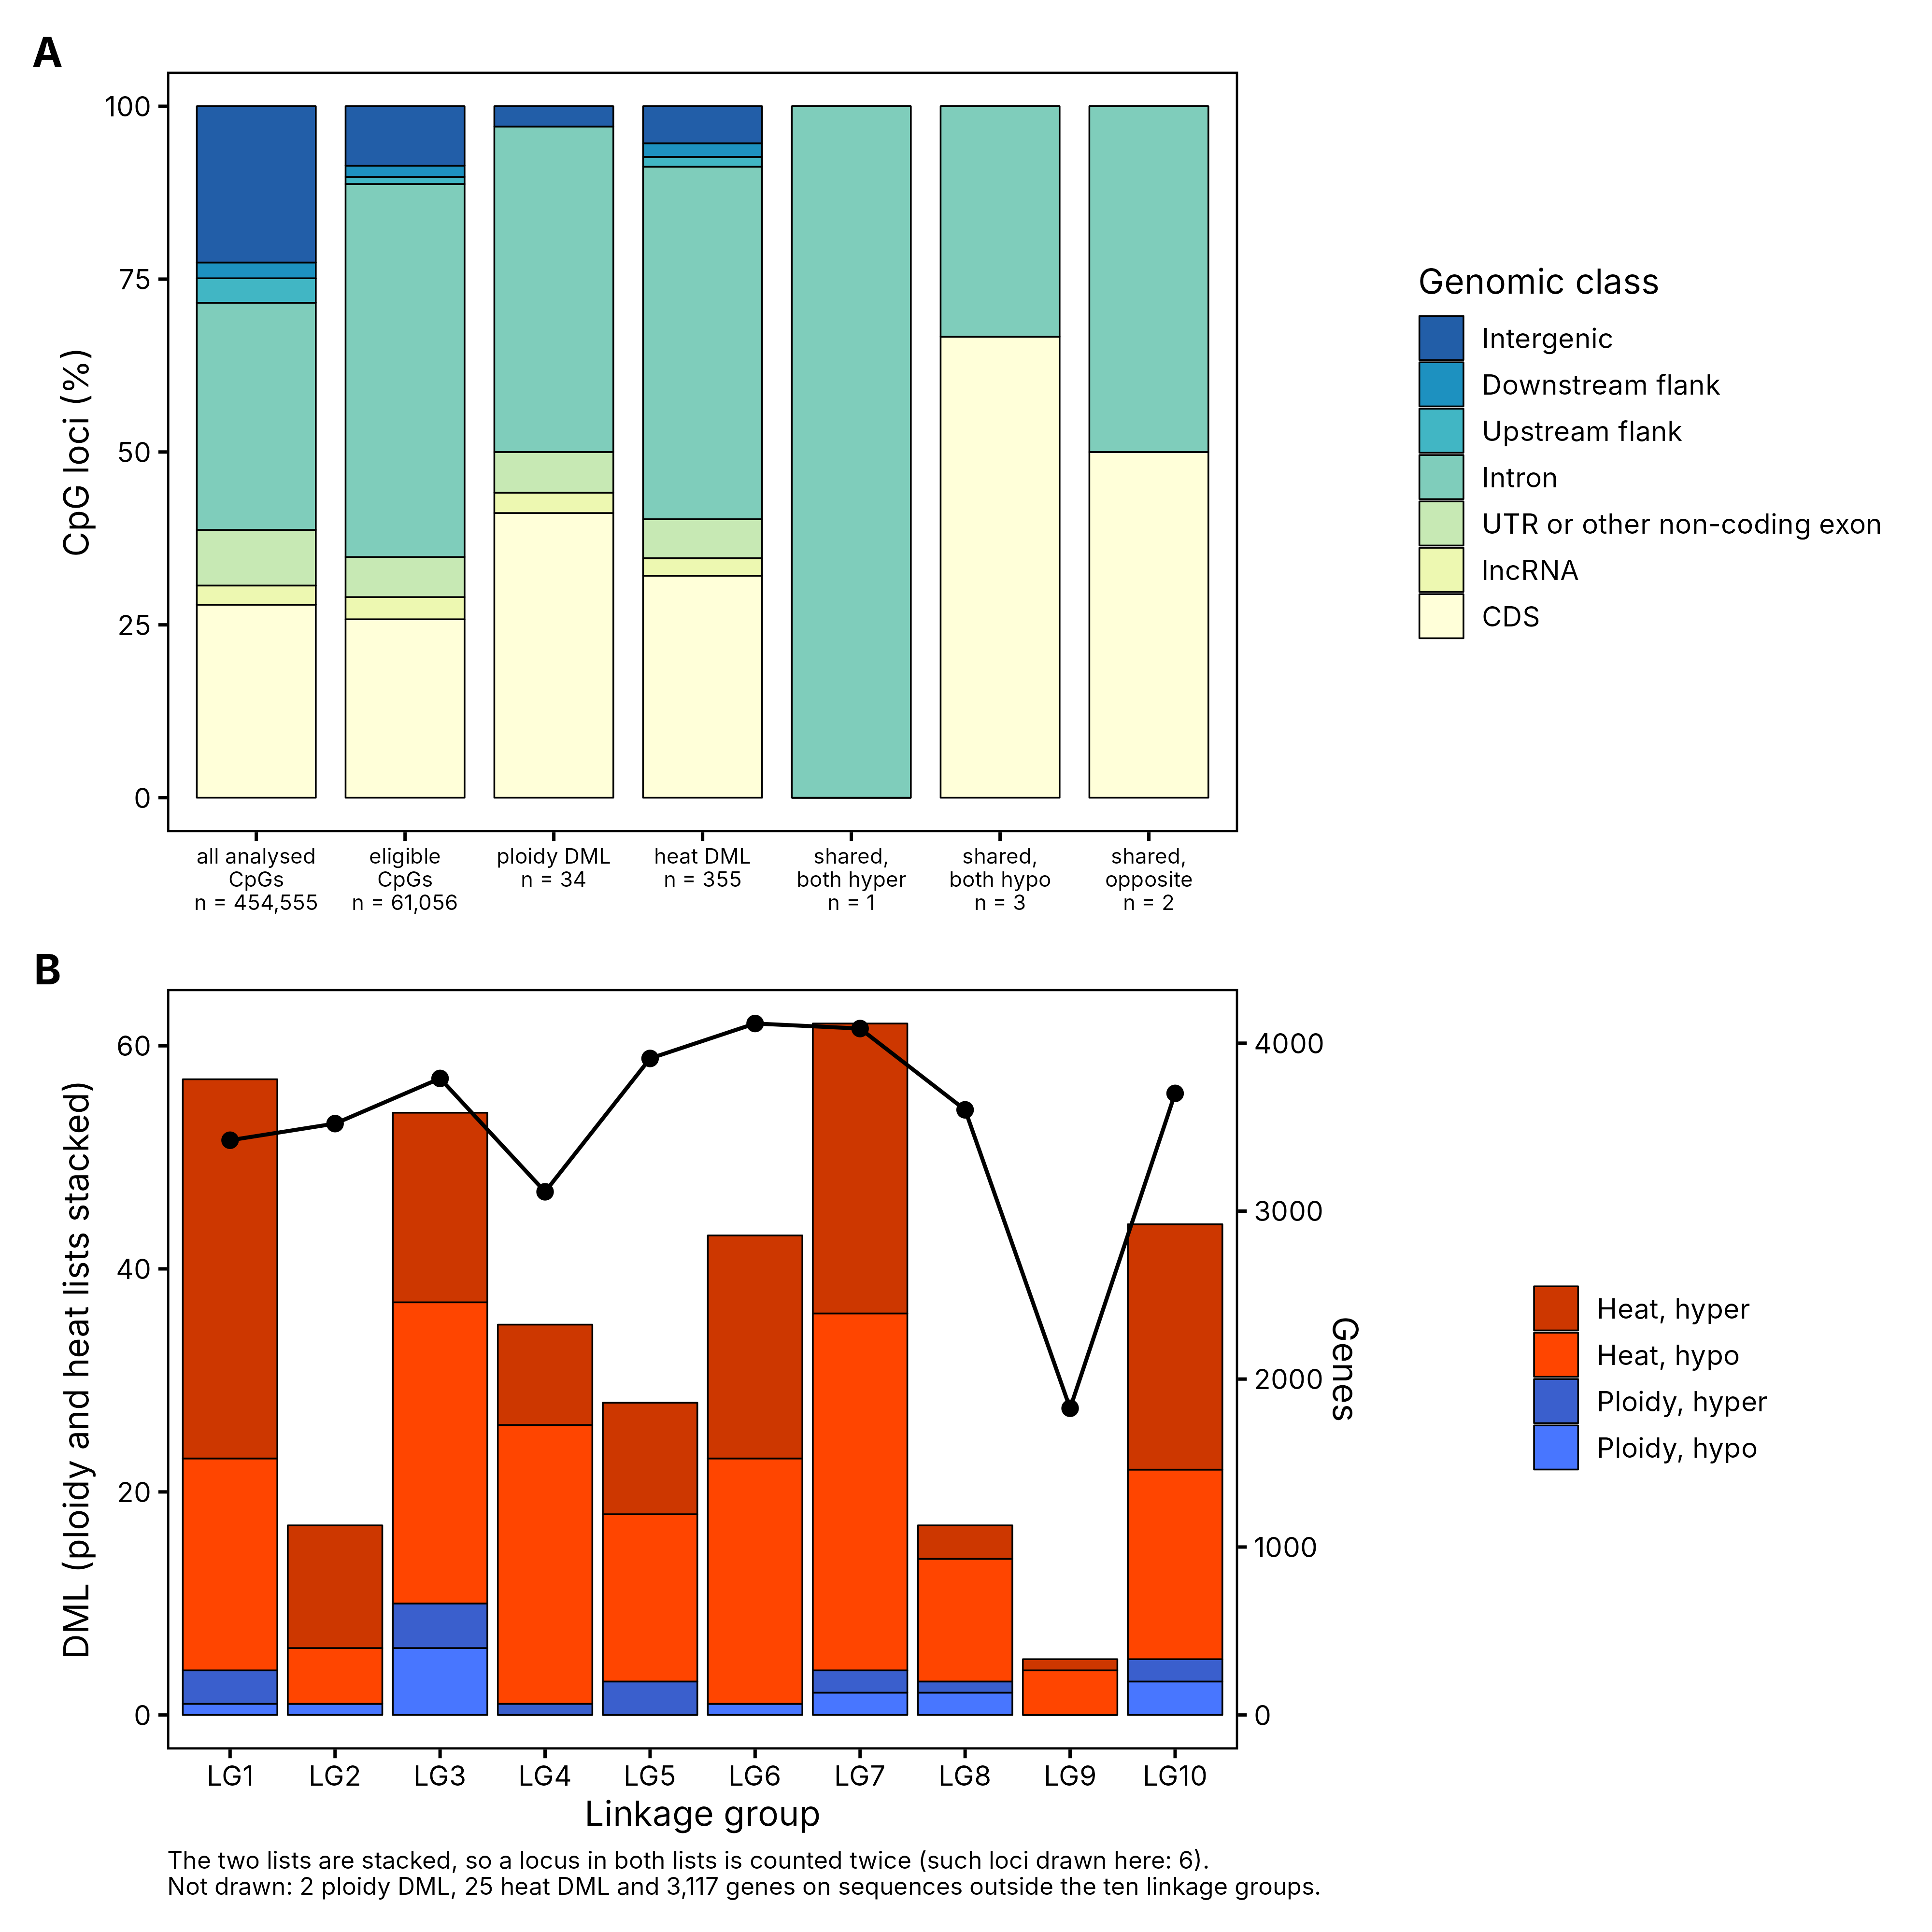 A
CpG loci (%)
100
75
50
25
0
all analysed
CpGs
n = 454,555
eligible
CpGs
n = 61,056
ploidy DML
n = 34
heat DML
n = 355
shared,
both hyper
n = 1
shared,
both hypo
n = 3
shared,
opposite
n = 2
Genomic class
Intergenic
Downstream flank
Upstream flank
Intron
UTR or other non-coding exon
lncRNA
CDS
B
DML (ploidy and heat lists stacked)
60
40
20
0
4000
3000
2000
1000
0
Genes
LG1
LG2
LG3
LG4
LG5
LG6
LG7
LG8
LG9
LG10
Linkage group
Heat, hyper
Heat, hypo
Ploidy, hyper
Ploidy, hypo
The two lists are stacked, so a locus in both lists is counted twice (such loci drawn here: 6).
Not drawn: 2 ploidy DML, 25 heat DML and 3,117 genes on sequences outside the ten linkage groups.